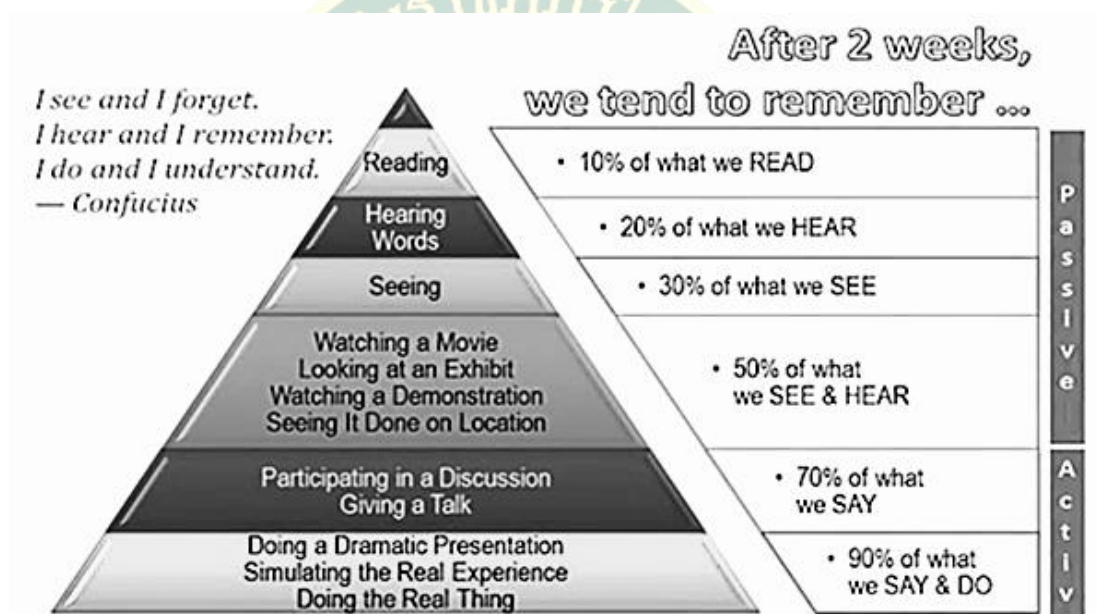 After 2 weeks,
we tend to remember ...
I see and I forget.
I hear and I remember.
I do and I understand.
— Confucius
Reading
• 10% of what we READ
Hearing
Words
• 20% of what we HEAR
Seeing
• 30% of what we SEE
Watching a Movie
Looking at an Exhibit
Watching a Demonstration
Seeing It Done on Location
• 50% of what
we SEE & HEAR
Passive
Participating in a Discussion
Giving a Talk
• 70% of what
we SAY
Doing a Dramatic Presentation
Simulating the Real Experience
Doing the Real Thing
• 90% of what
we SAY & DO
Activ